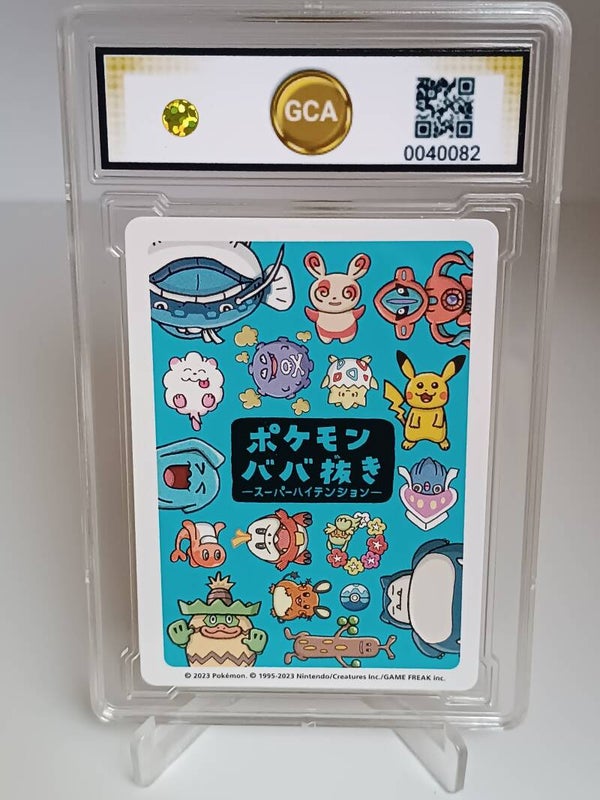 GCA
0040082
ポケモン
ババ抜き
ースーパーハイテンションー
© 2023 Pokémon. © 1995-2023 Nintendo/Creatures Inc./GAME FREAK inc.